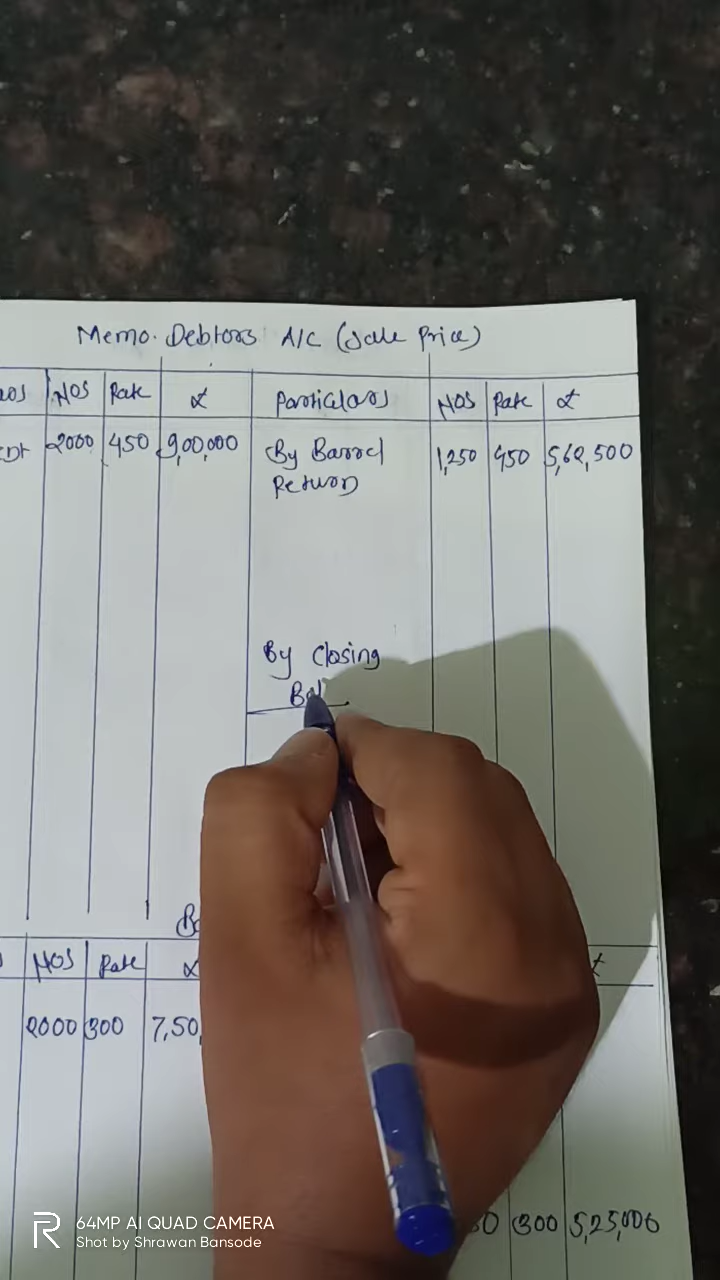 Memo. Debtors A/C (Sale Price)
NOS Rate ₹ Particulars NOS Rate ₹
2000 450 9,00,000 By Barrel 1,250 450 5,62,500
Return
By Closing
Bal
NOS Rate ₹ ₹
2000 300 7,50,
300 5,25,000
64MP AI QUAD CAMERA
Shot by Shrawan Bansode